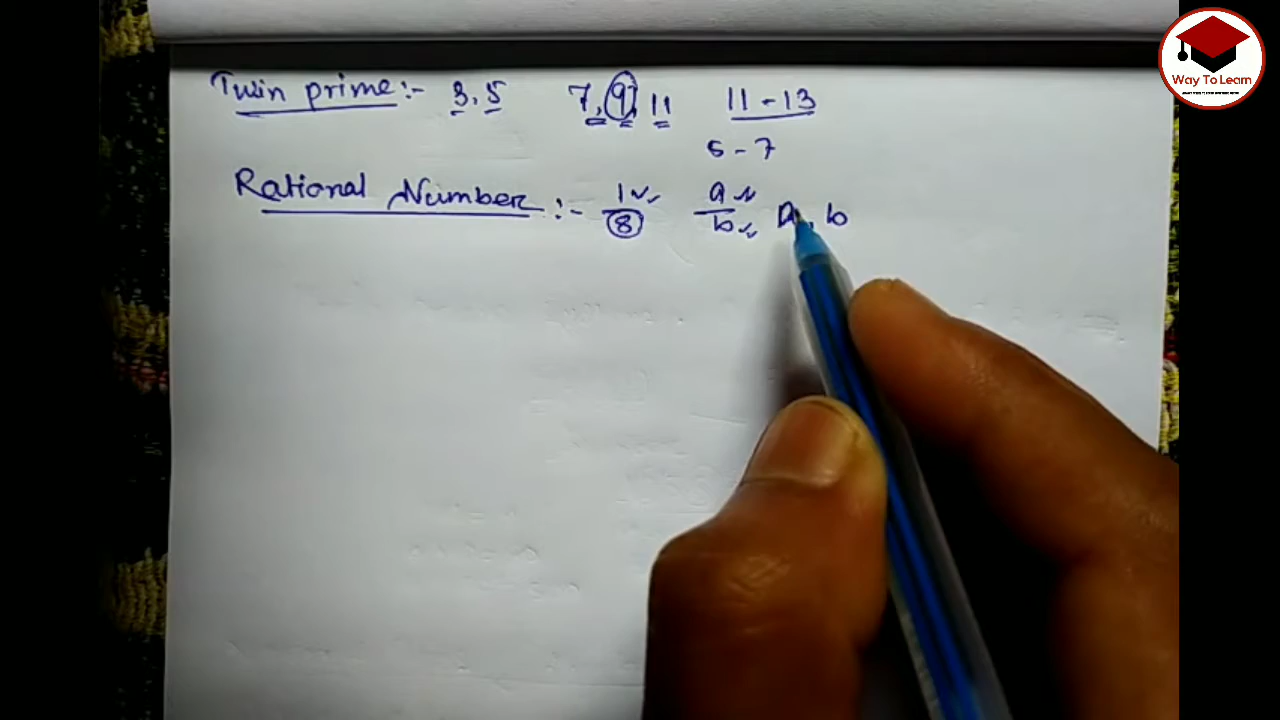 Twin prime :- 3, 5 7, 9, 11 11 - 13
5 - 7
Rational Number :- 1/8 a/b a, b
Way To Learn